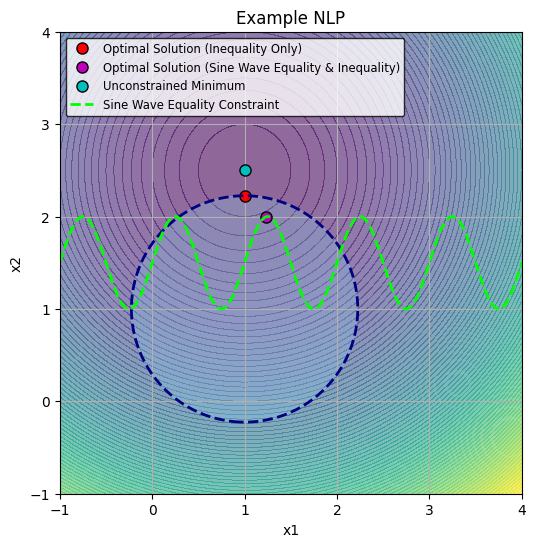 Example NLP
Optimal Solution (Inequality Only)
Optimal Solution (Sine Wave Equality & Inequality)
Unconstrained Minimum
Sine Wave Equality Constraint
4
3
2
1
0
−1
x2
−1 0 1 2 3 4
x1